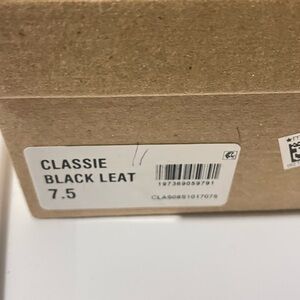 CLASSIE
BLACK LEAT
7.5
197369059791
CLAS08S1017075